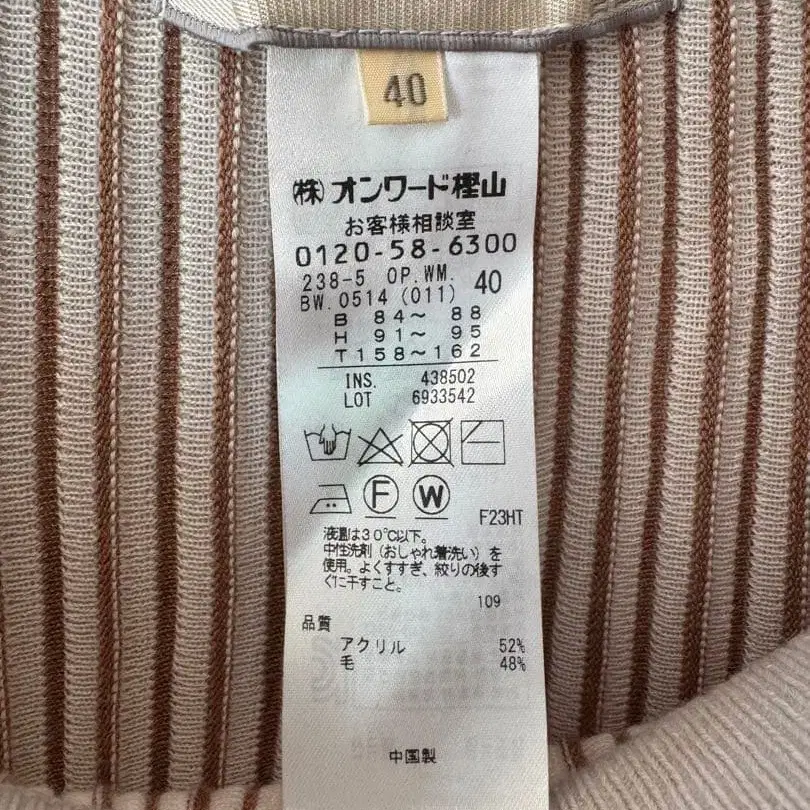 40
(株)オンワード樫山
お客様相談室
0120-58-6300
238-5 OP.WM.
BW.0514 (011) 40
B 84〜 88
H 91〜 95
T 158〜162
INS. 438502
LOT 6933542
F W
F23HT
液温は30℃以下。
中性洗剤(おしゃれ着洗い)を
使用。よくすすぎ、絞りの後す
ぐに干すこと。
109
品質
アクリル 52%
毛 48%
中国製